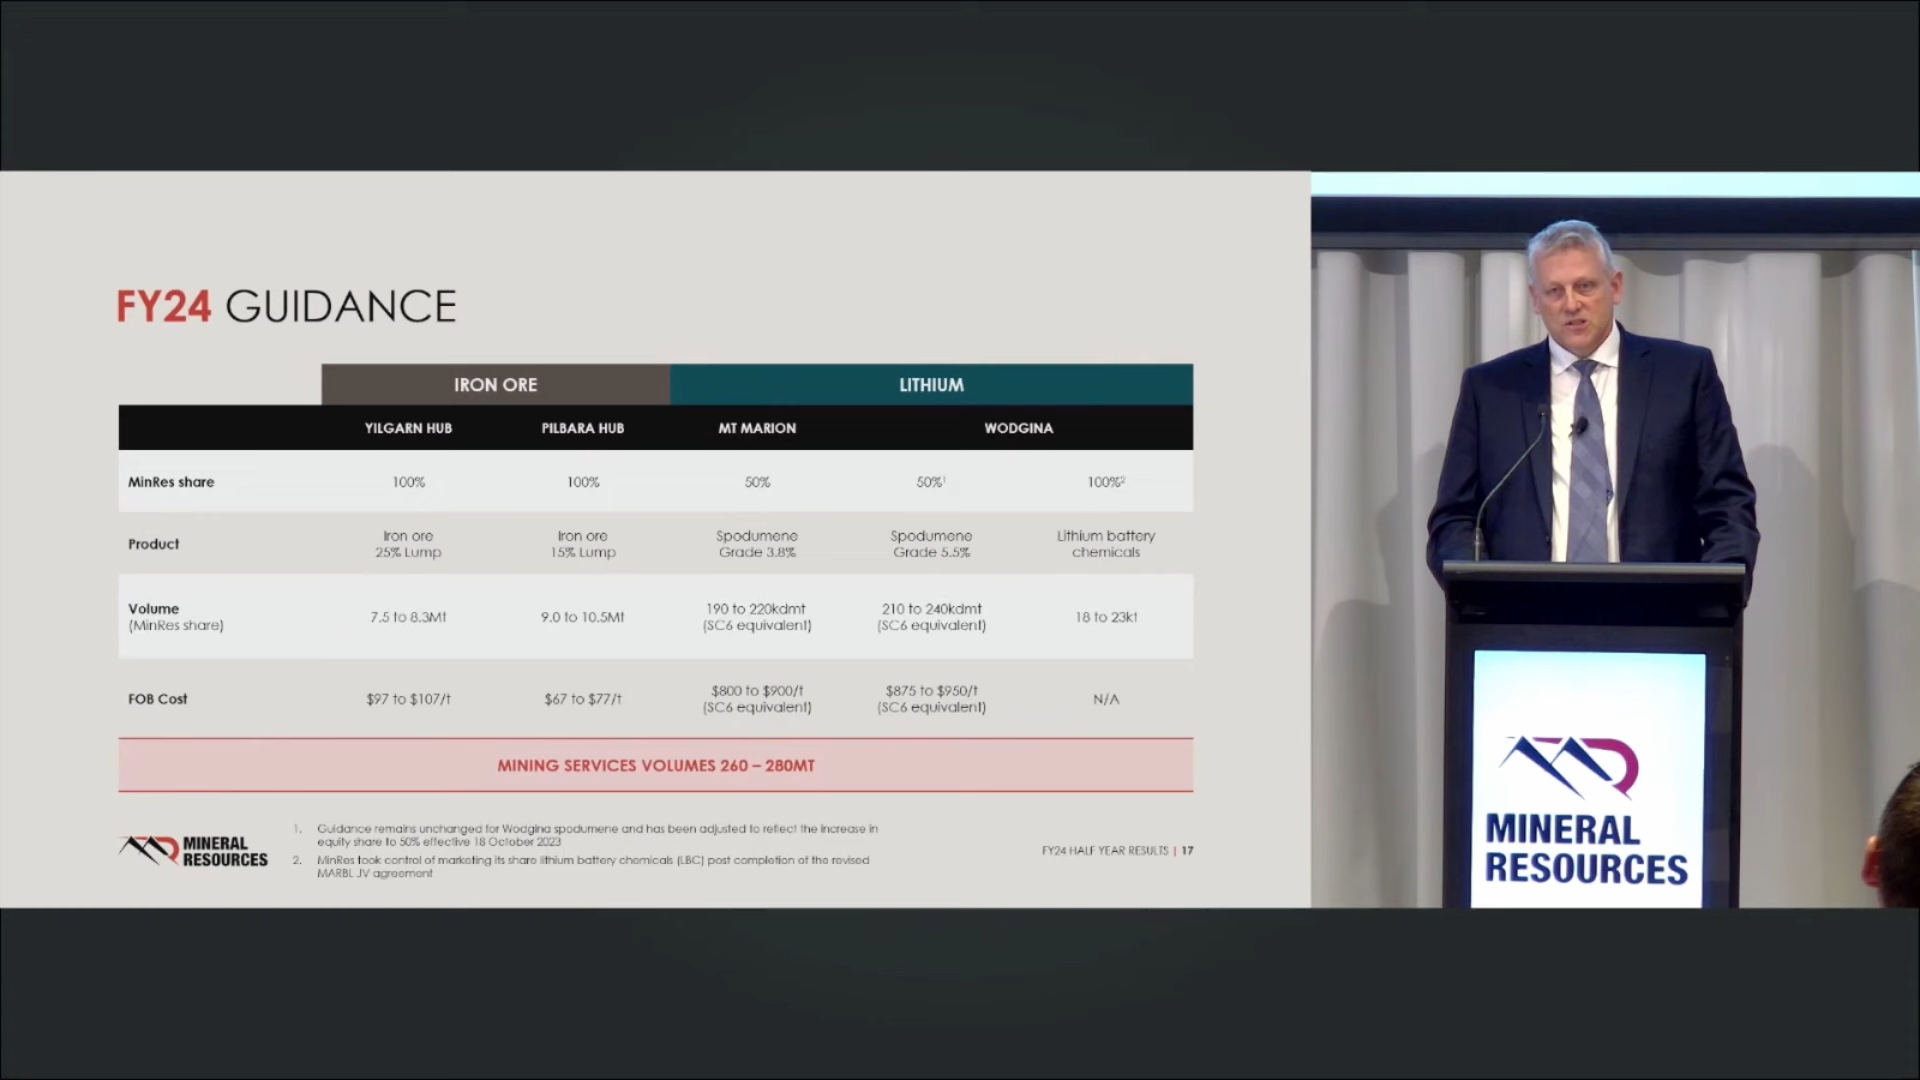 FY24 GUIDANCE
IRON ORE
LITHIUM
YILGARN HUB
PILBARA HUB
MT MARION
WODGINA
MinRes share
100%
100%
50%
50%¹
100%²
Product
Iron ore
25% Lump
Iron ore
15% Lump
Spodumene
Grade 3.8%
Spodumene
Grade 5.5%
Lithium battery
chemicals
Volume
(MinRes share)
7.5 to 8.3Mt
9.0 to 10.5Mt
190 to 220kdmt
(SC6 equivalent)
210 to 240kdmt
(SC6 equivalent)
18 to 23kt
FOB Cost
$97 to $107/t
$67 to $77/t
$800 to $900/t
(SC6 equivalent)
$875 to $950/t
(SC6 equivalent)
N/A
MINING SERVICES VOLUMES 260 – 280MT
MINERAL
RESOURCES
1. Guidance remains unchanged for Wodgina spodumene and has been adjusted to reflect the increase in
equity share to 50% effective 18 October 2023
2. MinRes took control of marketing its share lithium battery chemicals (LBC) post completion of the revised
MARBL JV agreement
FY24 HALF YEAR RESULTS | 17
MINERAL
RESOURCES